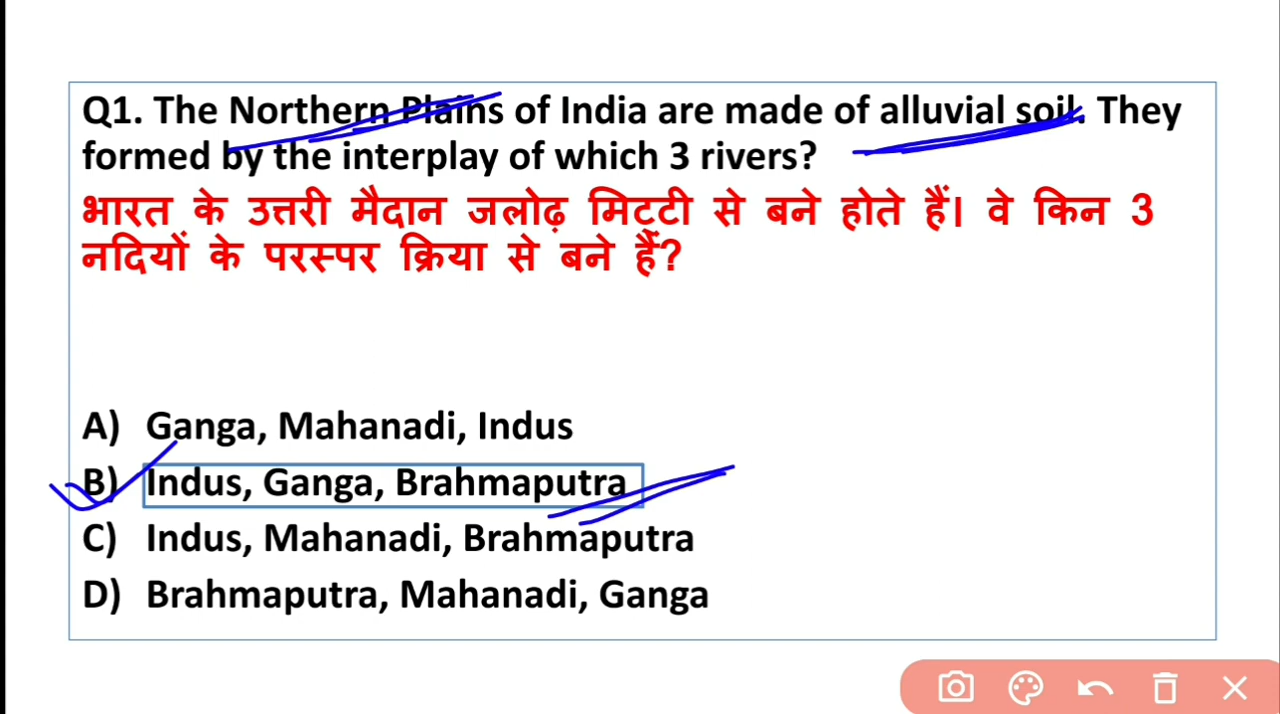 Q1. The Northern Plains of India are made of alluvial soil. They
formed by the interplay of which 3 rivers?
भारत के उत्तरी मैदान जलोढ़ मिट्टी से बने होते हैं। वे किन 3
नदियों के परस्पर क्रिया से बने हैं?
A) Ganga, Mahanadi, Indus
B) Indus, Ganga, Brahmaputra
C) Indus, Mahanadi, Brahmaputra
D) Brahmaputra, Mahanadi, Ganga